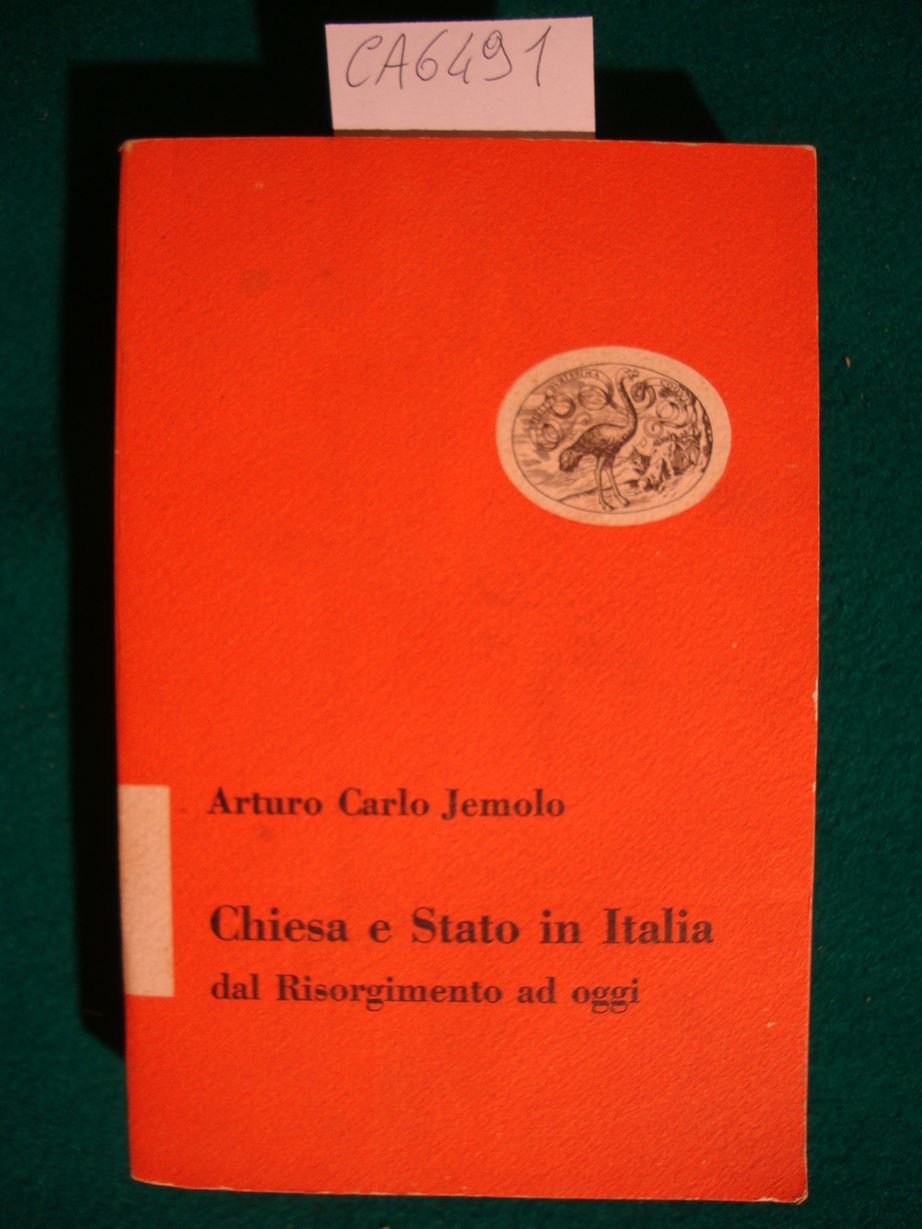 CA6491
Arturo Carlo Jemolo
Chiesa e Stato in Italia
dal Risorgimento ad oggi